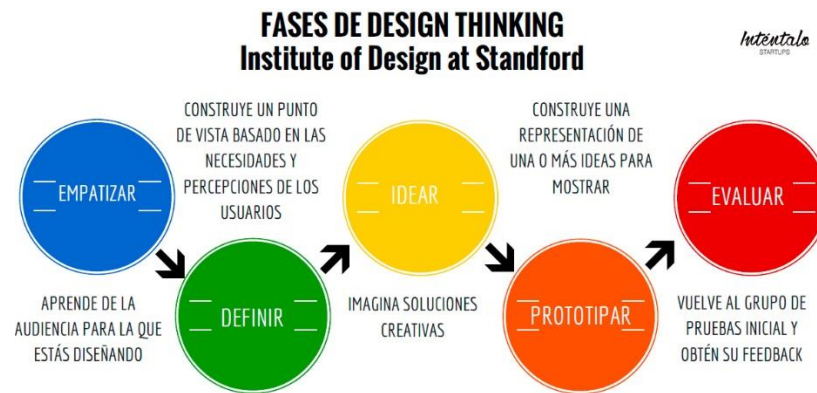 FASES DE DESIGN THINKING
Institute of Design at Standford
Inténtalo
STARTUPS
EMPATIZAR
APRENDE DE LA
AUDIENCIA PARA LA QUE
ESTÁS DISEÑANDO
CONSTRUYE UN PUNTO
DE VISTA BASADO EN LAS
NECESIDADES Y
PERCEPCIONES DE LOS
USUARIOS
DEFINIR
IDEAR
IMAGINA SOLUCIONES
CREATIVAS
CONSTRUYE UNA
REPRESENTACIÓN DE
UNA O MÁS IDEAS PARA
MOSTRAR
PROTOTIPAR
EVALUAR
VUELVE AL GRUPO DE
PRUEBAS INICIAL Y
OBTÉN SU FEEDBACK